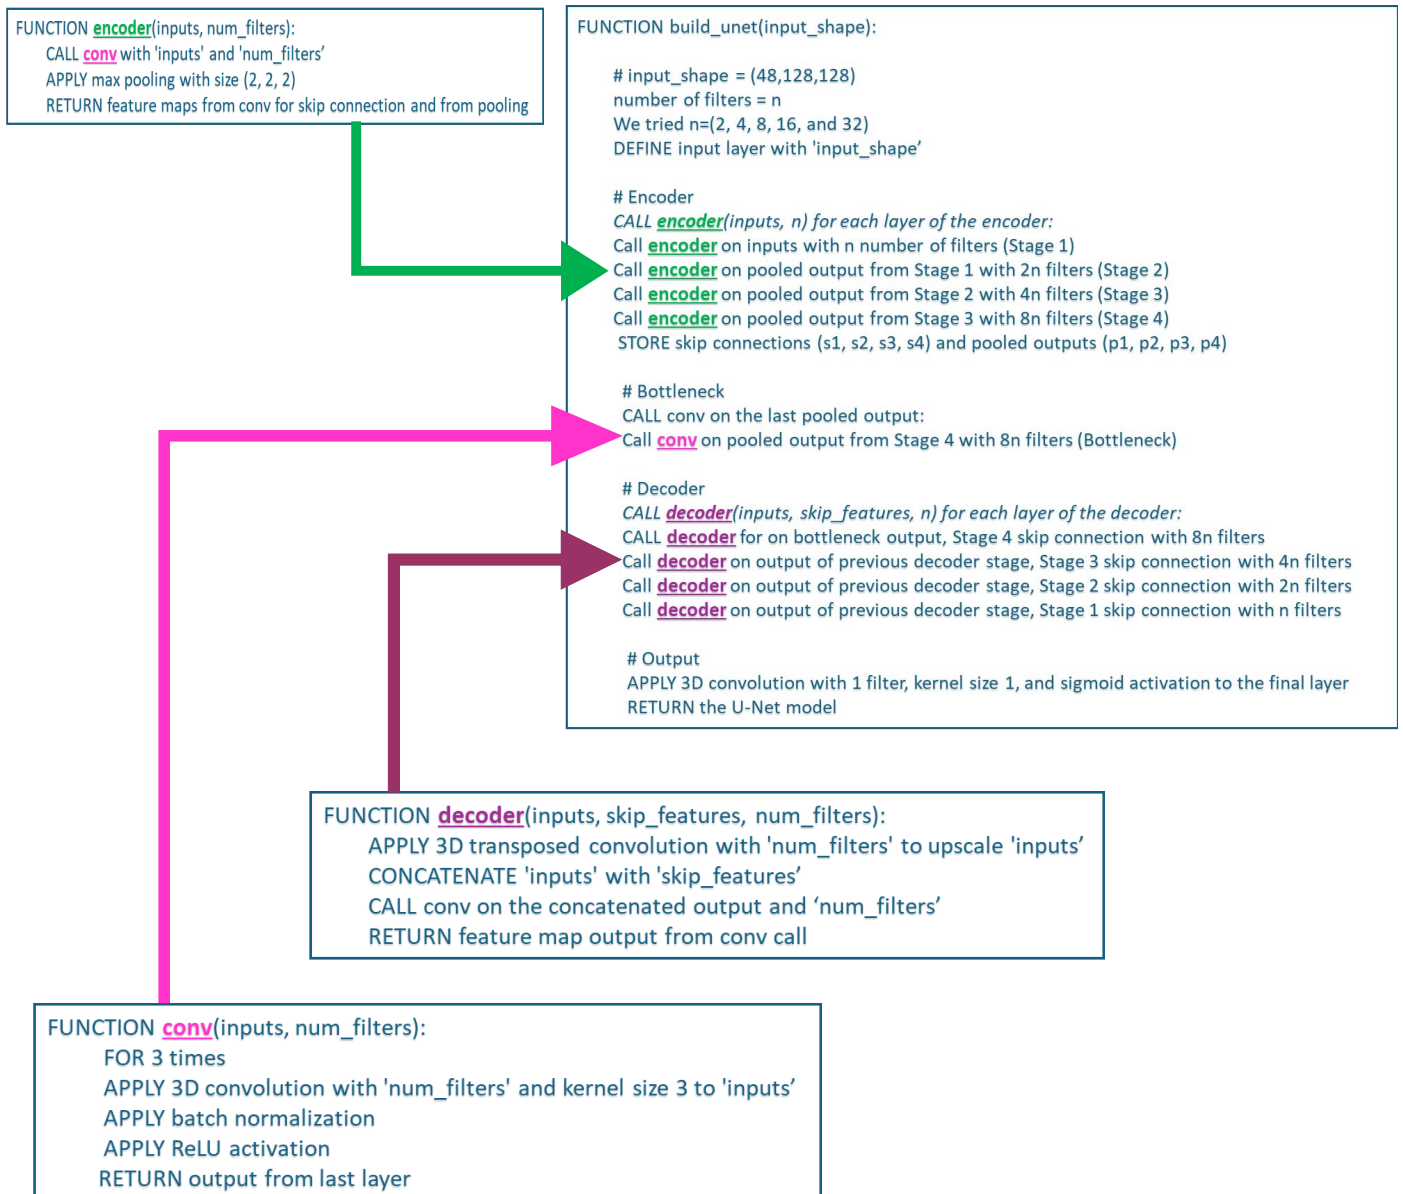 FUNCTION encoder(inputs, num_filters):
CALL conv with 'inputs' and 'num_filters’
APPLY max pooling with size (2, 2, 2)
RETURN feature maps from conv for skip connection and from pooling
FUNCTION build_unet(input_shape):
# input_shape = (48,128,128)
number of filters = n
We tried n=(2, 4, 8, 16, and 32)
DEFINE input layer with 'input_shape’
# Encoder
CALL encoder(inputs, n) for each layer of the encoder:
Call encoder on inputs with n number of filters (Stage 1)
Call encoder on pooled output from Stage 1 with 2n filters (Stage 2)
Call encoder on pooled output from Stage 2 with 4n filters (Stage 3)
Call encoder on pooled output from Stage 3 with 8n filters (Stage 4)
STORE skip connections (s1, s2, s3, s4) and pooled outputs (p1, p2, p3, p4)
# Bottleneck
CALL conv on the last pooled output:
Call conv on pooled output from Stage 4 with 8n filters (Bottleneck)
# Decoder
CALL decoder(inputs, skip_features, n) for each layer of the decoder:
CALL decoder for on bottleneck output, Stage 4 skip connection with 8n filters
Call decoder on output of previous decoder stage, Stage 3 skip connection with 4n filters
Call decoder on output of previous decoder stage, Stage 2 skip connection with 2n filters
Call decoder on output of previous decoder stage, Stage 1 skip connection with n filters
# Output
APPLY 3D convolution with 1 filter, kernel size 1, and sigmoid activation to the final layer
RETURN the U-Net model
FUNCTION decoder(inputs, skip_features, num_filters):
APPLY 3D transposed convolution with 'num_filters' to upscale 'inputs’
CONCATENATE 'inputs' with 'skip_features’
CALL conv on the concatenated output and ‘num_filters’
RETURN feature map output from conv call
FUNCTION conv(inputs, num_filters):
FOR 3 times
APPLY 3D convolution with 'num_filters' and kernel size 3 to 'inputs’
APPLY batch normalization
APPLY ReLU activation
RETURN output from last layer